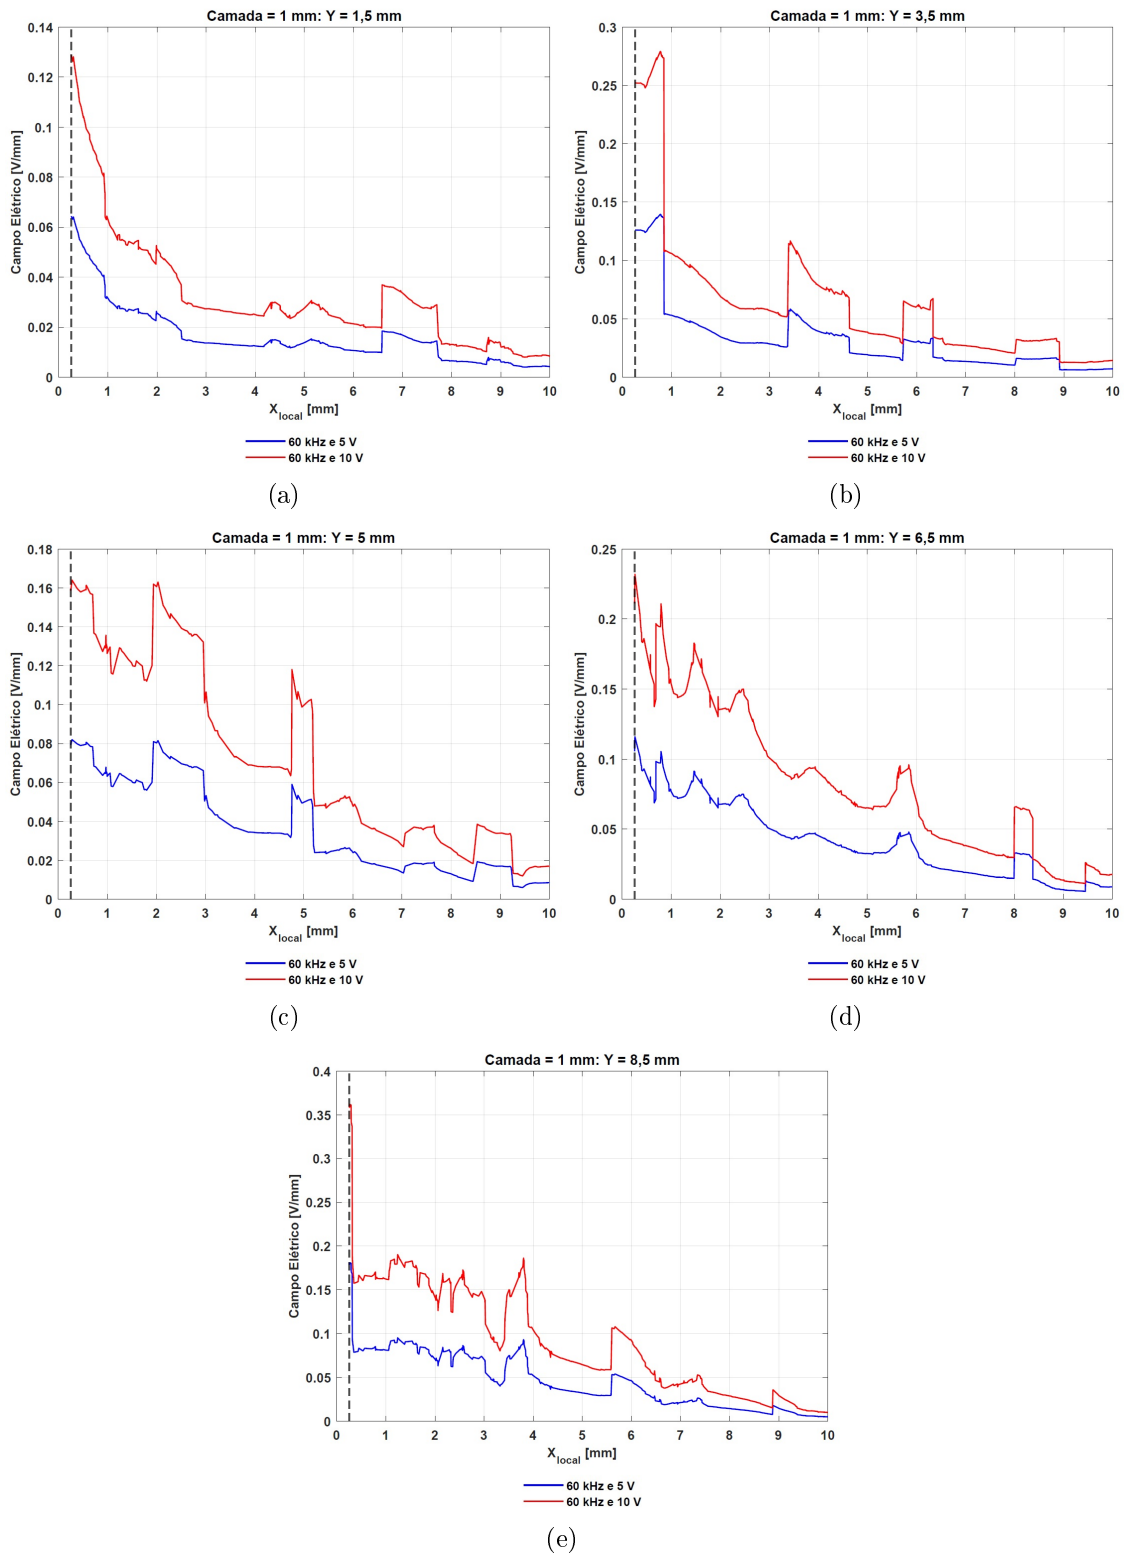 Camada = 1 mm: Y = 1,5 mm
Campo Elétrico [V/mm]
0.14
0.12
0.1
0.08
0.06
0.04
0.02
0
0 1 2 3 4 5 6 7 8 9 10
X_local [mm]
60 kHz e 5 V
60 kHz e 10 V
(a)
Camada = 1 mm: Y = 3,5 mm
Campo Elétrico [V/mm]
0.3
0.25
0.2
0.15
0.1
0.05
0
0 1 2 3 4 5 6 7 8 9 10
X_local [mm]
60 kHz e 5 V
60 kHz e 10 V
(b)
Camada = 1 mm: Y = 5 mm
Campo Elétrico [V/mm]
0.18
0.16
0.14
0.12
0.1
0.08
0.06
0.04
0.02
0
0 1 2 3 4 5 6 7 8 9 10
X_local [mm]
60 kHz e 5 V
60 kHz e 10 V
(c)
Camada = 1 mm: Y = 6,5 mm
Campo Elétrico [V/mm]
0.25
0.2
0.15
0.1
0.05
0
0 1 2 3 4 5 6 7 8 9 10
X_local [mm]
60 kHz e 5 V
60 kHz e 10 V
(d)
Camada = 1 mm: Y = 8,5 mm
Campo Elétrico [V/mm]
0.4
0.35
0.3
0.25
0.2
0.15
0.1
0.05
0
0 1 2 3 4 5 6 7 8 9 10
X_local [mm]
60 kHz e 5 V
60 kHz e 10 V
(e)